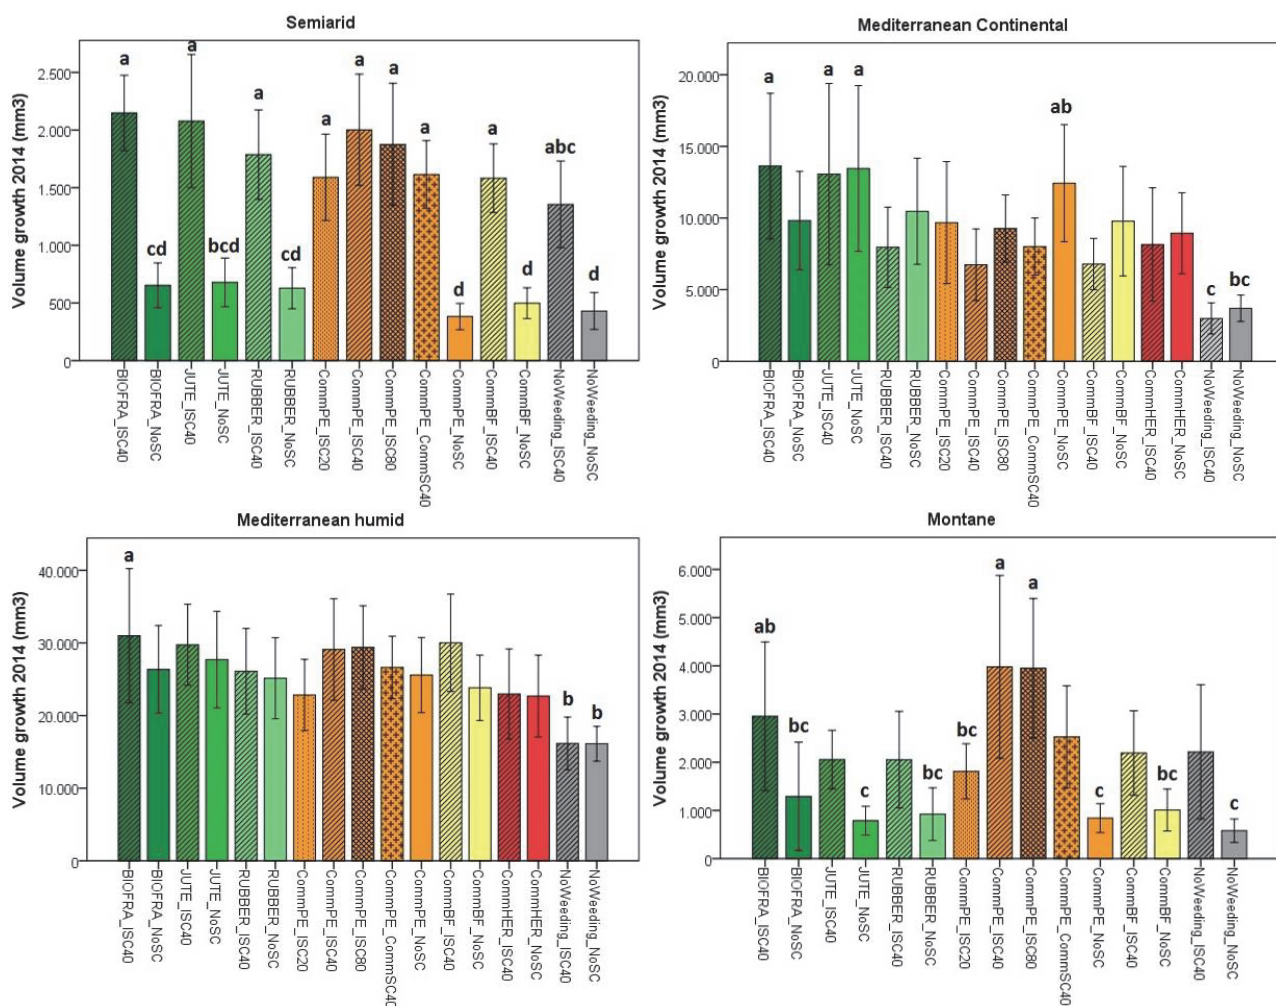 Semiarid
Volume growth 2014 (mm3)
2.500
2.000
1.500
1.000
500
0
a
cd
a
bcd
a
cd
a
a
a
a
d
a
d
abc
d
BIOFRA_ISC40
BIOFRA_NoSC
JUTE_ISC40
JUTE_NoSC
RUBBER_ISC40
RUBBER_NoSC
CommPE_ISC20
CommPE_ISC40
CommPE_ISC80
CommPE_CommSC40
CommPE_NoSC
CommBF_ISC40
CommBF_NoSC
NoWeeding_ISC40
NoWeeding_NoSC
Mediterranean Continental
Volume growth 2014 (mm3)
20.000
15.000
10.000
5.000
0
a
a
a
ab
c
bc
BIOFRA_ISC40
BIOFRA_NoSC
JUTE_ISC40
JUTE_NoSC
RUBBER_ISC40
RUBBER_NoSC
CommPE_ISC20
CommPE_ISC40
CommPE_ISC80
CommPE_CommSC40
CommPE_NoSC
CommBF_ISC40
CommBF_NoSC
CommHER_ISC40
CommHER_NoSC
NoWeeding_ISC40
NoWeeding_NoSC
Mediterranean humid
Volume growth 2014 (mm3)
40.000
30.000
20.000
10.000
0
a
b
b
BIOFRA_ISC40
BIOFRA_NoSC
JUTE_ISC40
JUTE_NoSC
RUBBER_ISC40
RUBBER_NoSC
CommPE_ISC20
CommPE_ISC40
CommPE_ISC80
CommPE_CommSC40
CommPE_NoSC
CommBF_ISC40
CommBF_NoSC
CommHER_ISC40
CommHER_NoSC
NoWeeding_ISC40
NoWeeding_NoSC
Montane
Volume growth 2014 (mm3)
6.000
5.000
4.000
3.000
2.000
1.000
0
ab
bc
c
bc
bc
a
a
c
bc
c
BIOFRA_ISC40
BIOFRA_NoSC
JUTE_ISC40
JUTE_NoSC
RUBBER_ISC40
RUBBER_NoSC
CommPE_ISC20
CommPE_ISC40
CommPE_ISC80
CommPE_CommSC40
CommPE_NoSC
CommBF_ISC40
CommBF_NoSC
NoWeeding_ISC40
NoWeeding_NoSC